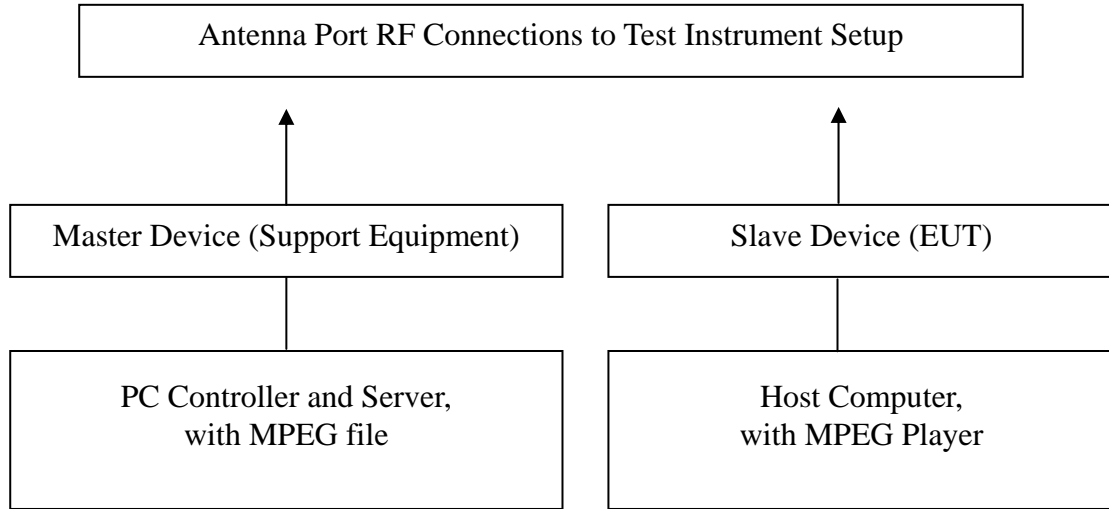 Antenna Port RF Connections to Test Instrument Setup
Master Device (Support Equipment)
Slave Device (EUT)
PC Controller and Server,
with MPEG file
Host Computer,
with MPEG Player